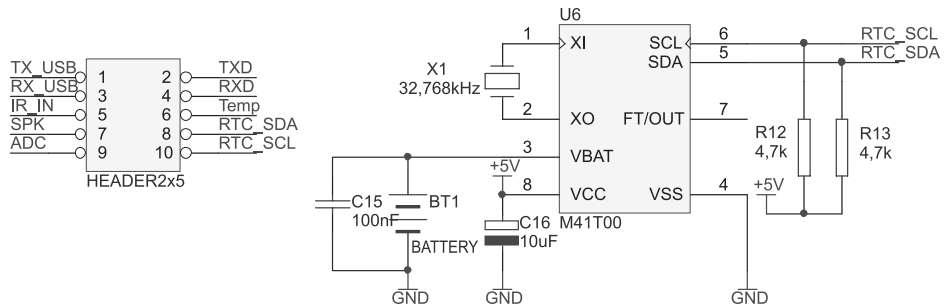 TX_USB 1 2 TXD
RX_USB 3 4 RXD
IR_IN 5 6 Temp
SPK 7 8 RTC_SDA
ADC 9 10 RTC_SCL
HEADER2x5
U6
1 XI SCL 6 RTC_SCL
SDA 5 RTC_SDA
X1
32,768kHz
2 XO FT/OUT 7
R12
4,7k
R13
4,7k
3 VBAT
+5V
8 VCC VSS 4
+5V
M41T00
C15
100nF
BT1
BATTERY
C16
10uF
GND
GND
GND